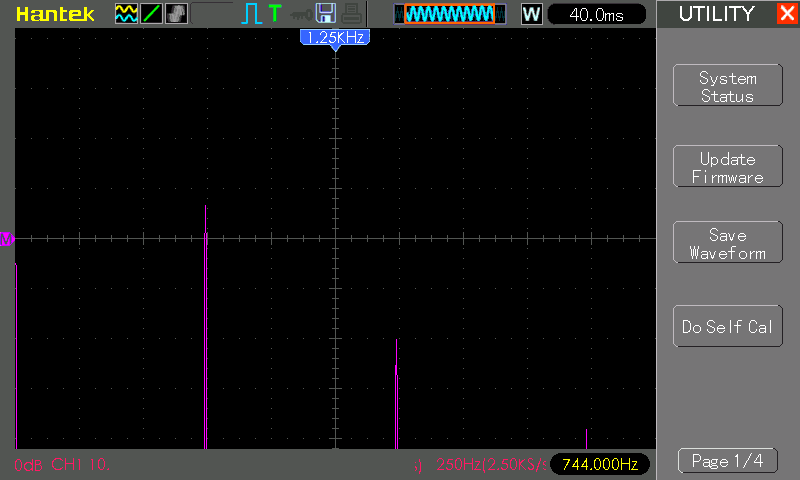 Hantek
T
W
40.0ms
UTILITY
1.25KHz
System
Status
Update
Firmware
M
Save
Waveform
Do Self Cal
0dB CH1 10.
s) 250Hz(2.50KS/s
744.000Hz
Page 1/4